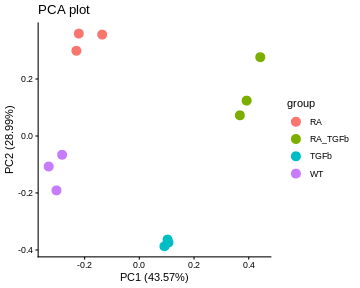 PCA plot
PC2 (28.99%)
0.2
0.0
-0.2
-0.4
-0.2
0.0
0.2
0.4
PC1 (43.57%)
group
RA
RA_TGFb
TGFb
WT